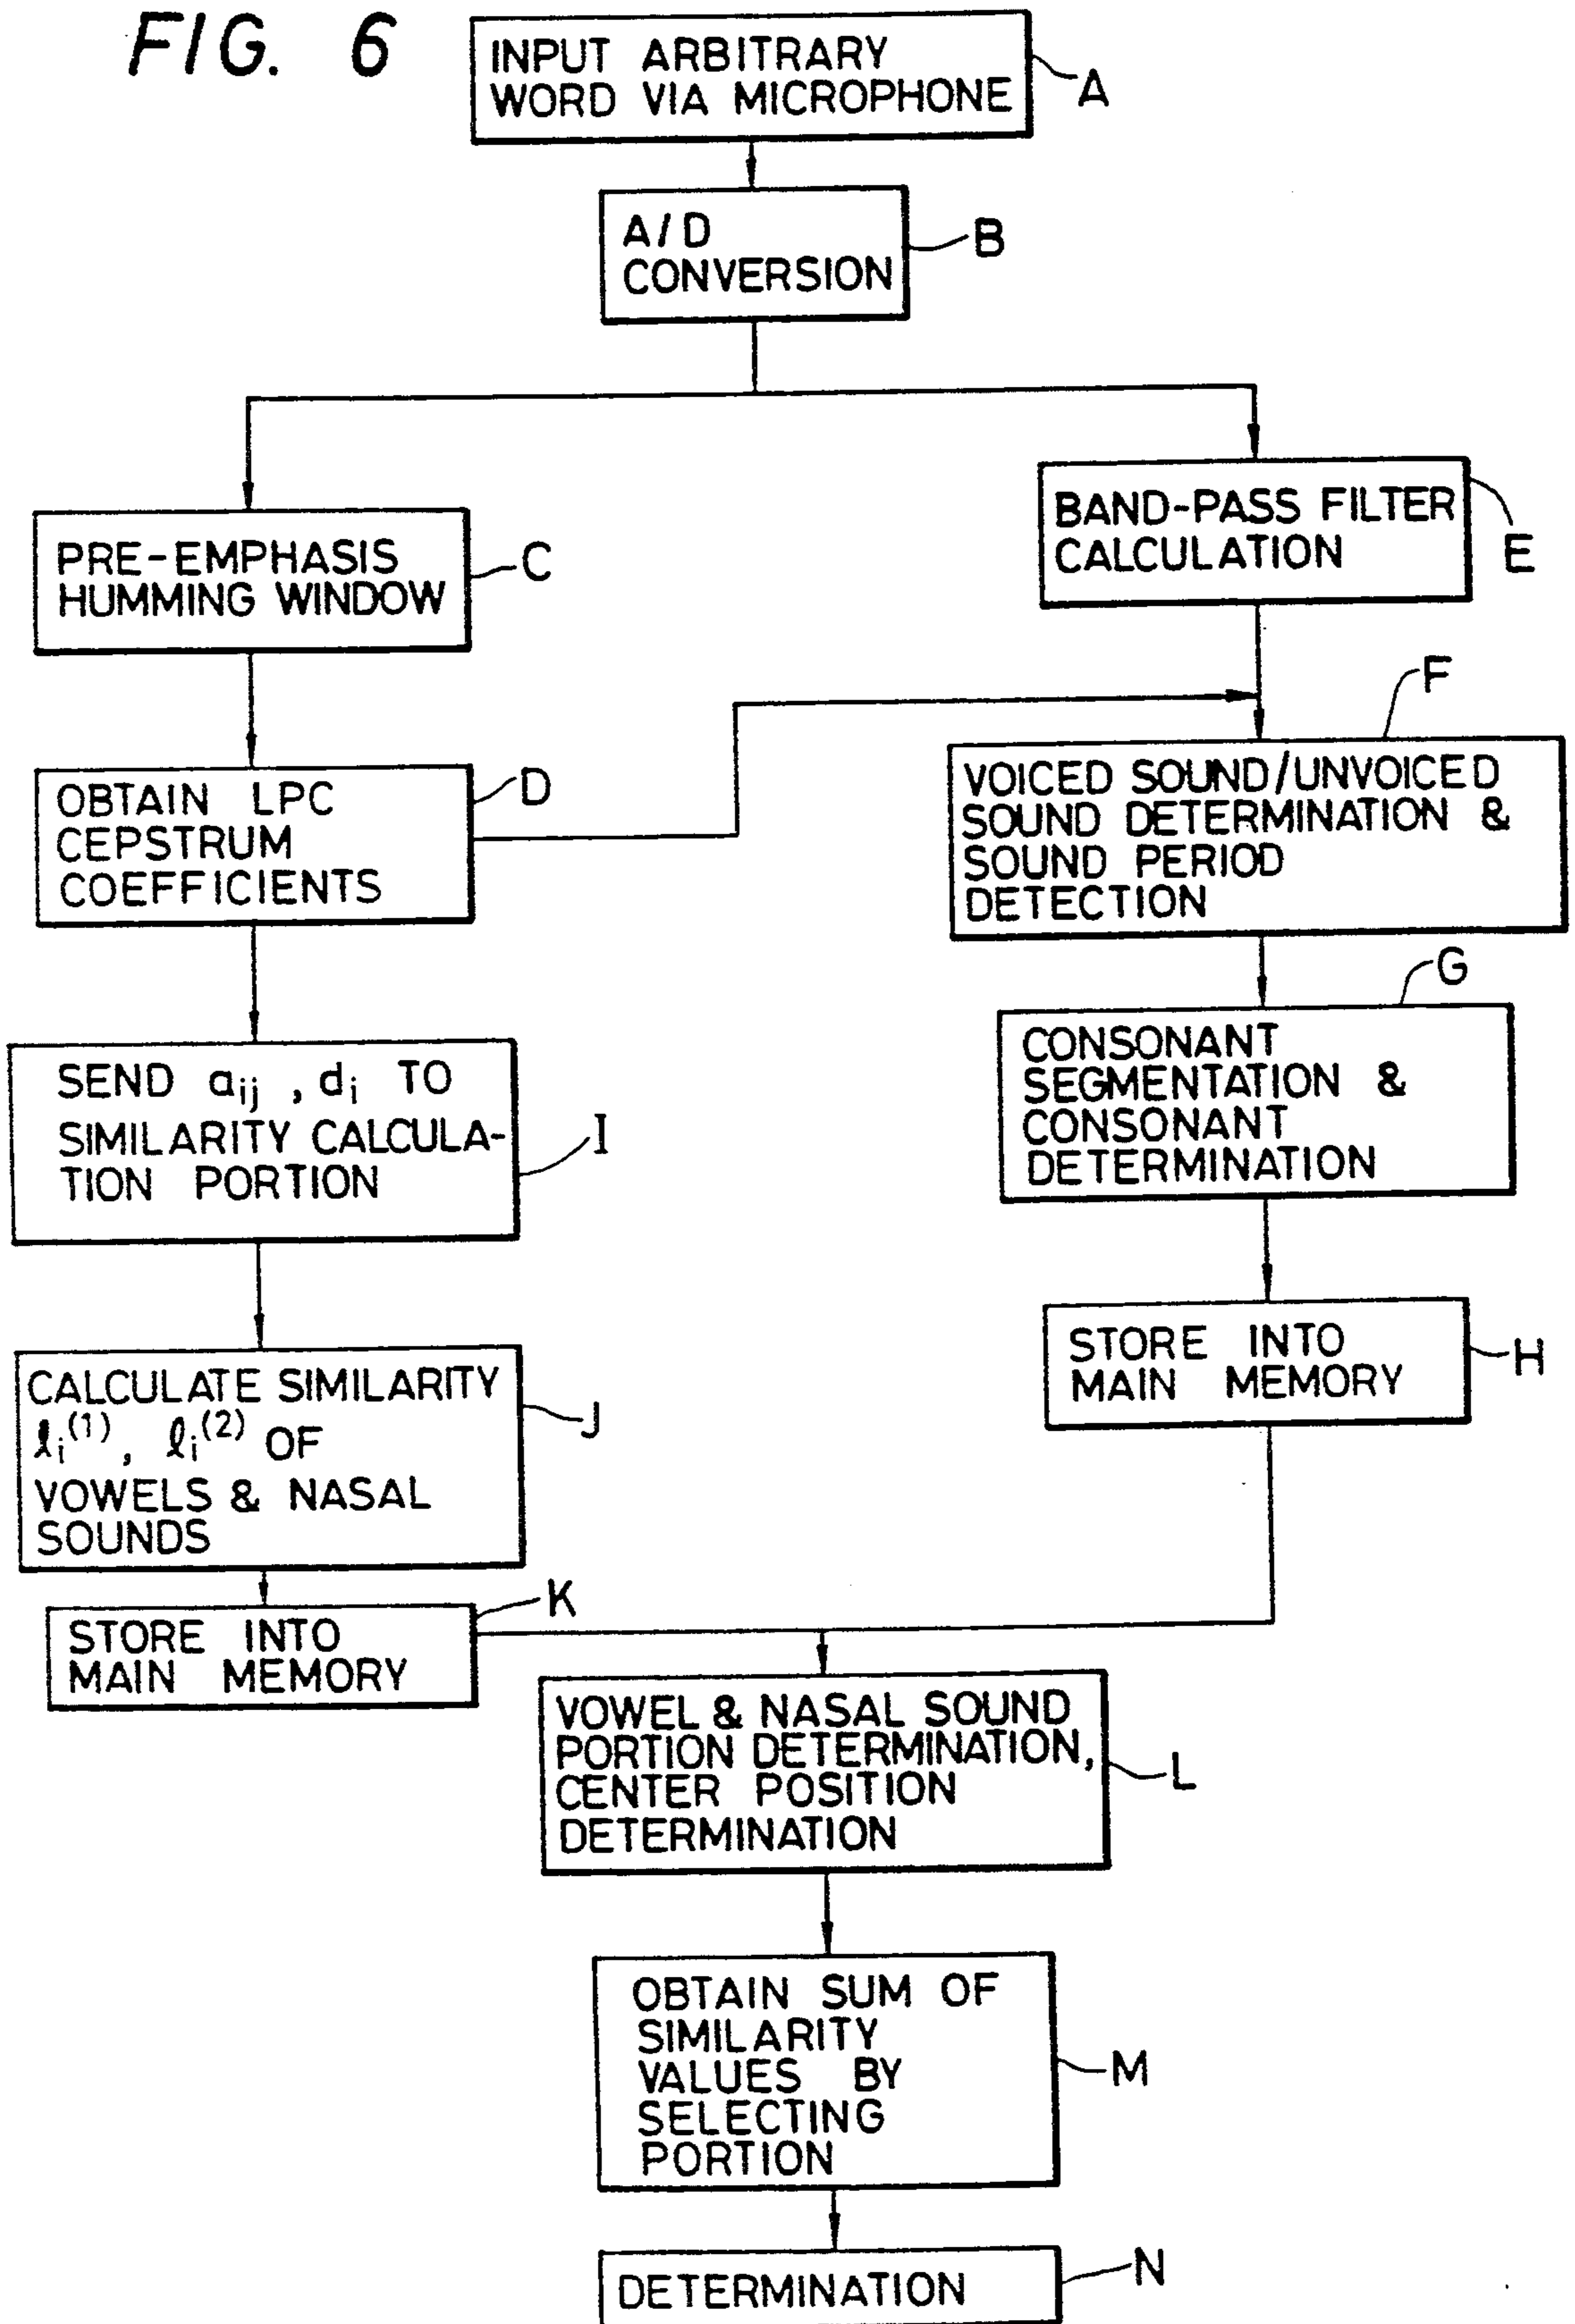 FIG. 6
INPUT ARBITRARY
WORD VIA MICROPHONE
A
A/D
CONVERSION
B
PRE-EMPHASIS
HUMMING WINDOW
C
BAND-PASS FILTER
CALCULATION
E
OBTAIN LPC
CEPSTRUM
COEFFICIENTS
D
F
VOICED SOUND/UNVOICED
SOUND DETERMINATION &
SOUND PERIOD
DETECTION
G
CONSONANT
SEGMENTATION &
CONSONANT
DETERMINATION
SEND aij , di TO
SIMILARITY CALCULA-
TION PORTION
I
STORE INTO
MAIN MEMORY
H
CALCULATE SIMILARITY
ℓi(1), ℓi(2) OF
VOWELS & NASAL
SOUNDS
J
STORE INTO
MAIN MEMORY
K
VOWEL & NASAL SOUND
PORTION DETERMINATION,
CENTER POSITION
DETERMINATION
L
OBTAIN SUM OF
SIMILARITY
VALUES BY
SELECTING
PORTION
M
DETERMINATION
N